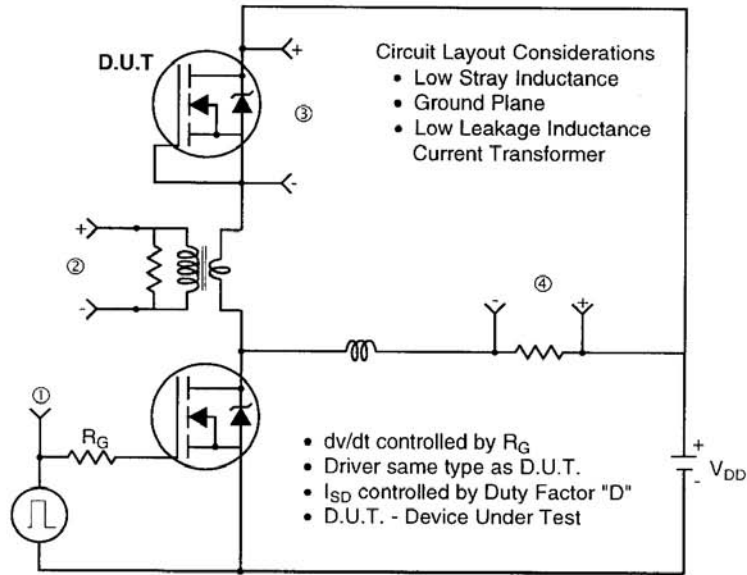 D.U.T
+
③
-
Circuit Layout Considerations
• Low Stray Inductance
• Ground Plane
• Low Leakage Inductance
Current Transformer
+
②
-
④
- +
①
R_G
• dv/dt controlled by R_G
• Driver same type as D.U.T.
• I_SD controlled by Duty Factor "D"
• D.U.T. - Device Under Test
+
V_DD
-